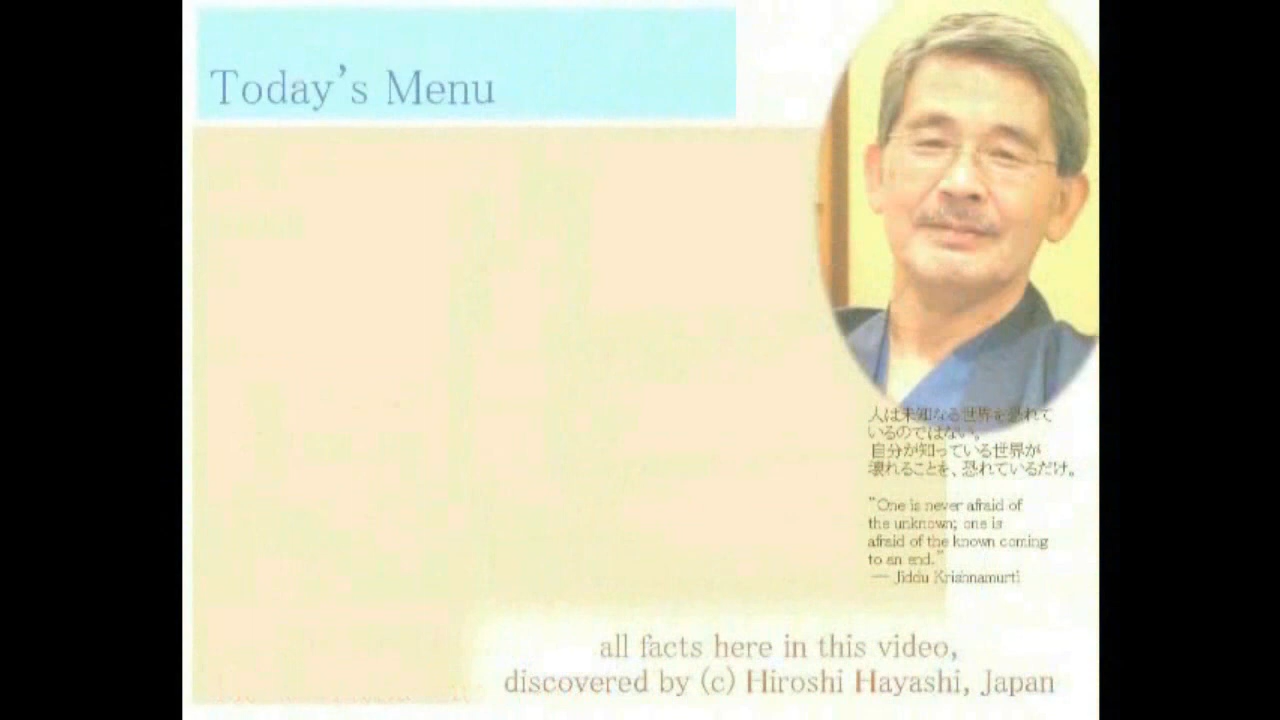 Today's Menu
人は未知なる世界を恐れて
いるのではない。
自分が知っている世界が
壊れることを、恐れているだけ。
"One is never afraid of
the unknown; one is
afraid of the known coming
to an end."
— Jiddu Krishnamurti
all facts here in this video,
discovered by (c) Hiroshi Hayashi, Japan